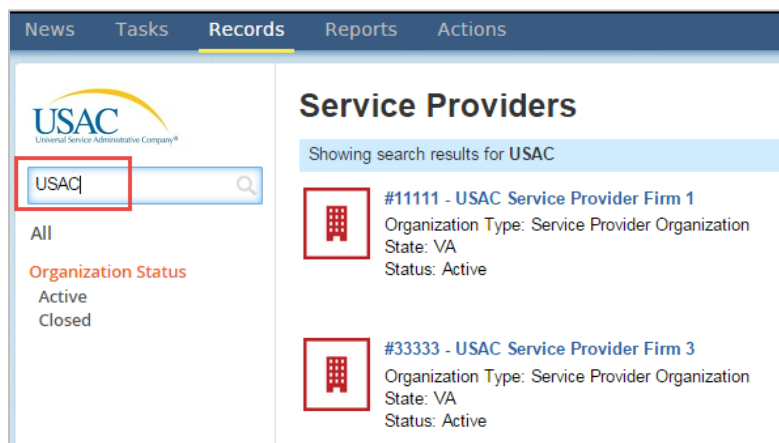 News Tasks Records Reports Actions
USAC
Universal Service Administrative Company®
USAC
All
Organization Status
Active
Closed
Service Providers
Showing search results for USAC
#11111 - USAC Service Provider Firm 1
Organization Type: Service Provider Organization
State: VA
Status: Active
#33333 - USAC Service Provider Firm 3
Organization Type: Service Provider Organization
State: VA
Status: Active